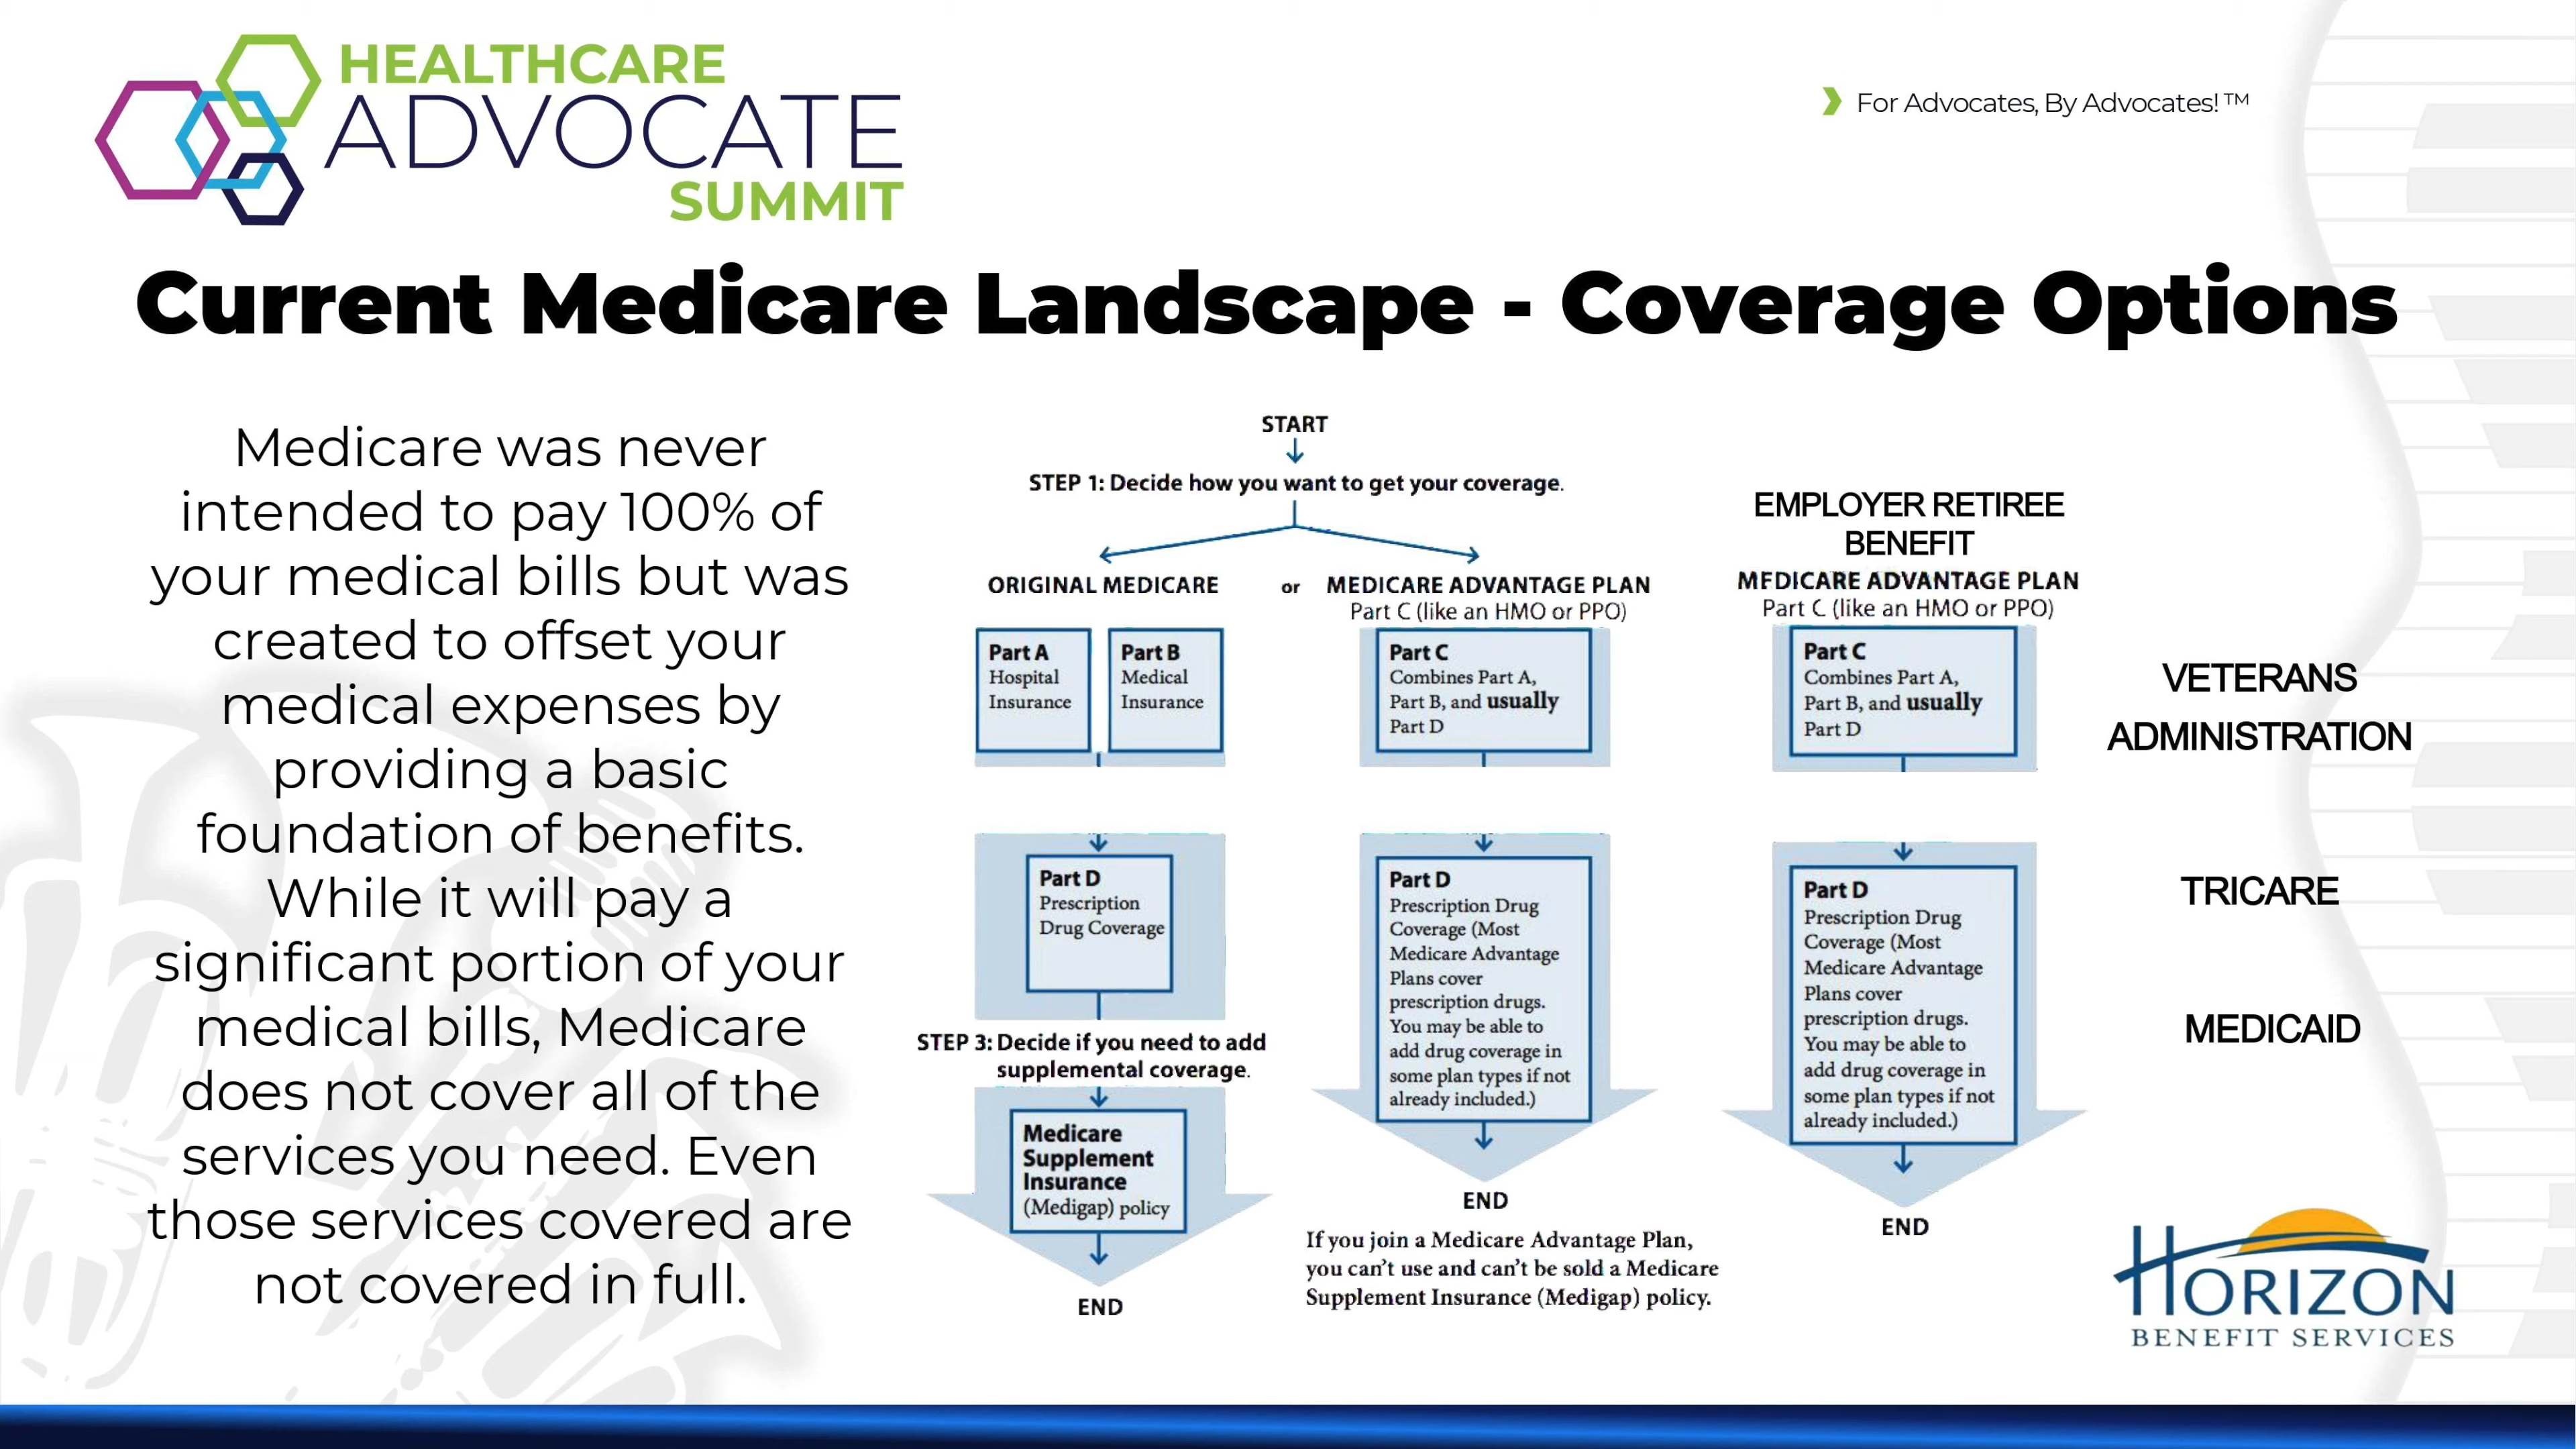 HEALTHCARE
ADVOCATE
SUMMIT
For Advocates, By Advocates!™
Current Medicare Landscape - Coverage Options
Medicare was never
intended to pay 100% of
your medical bills but was
created to offset your
medical expenses by
providing a basic
foundation of benefits.
While it will pay a
significant portion of your
medical bills, Medicare
does not cover all of the
services you need. Even
those services covered are
not covered in full.
START
STEP 1: Decide how you want to get your coverage.
ORIGINAL MEDICARE
or
MEDICARE ADVANTAGE PLAN
Part C (like an HMO or PPO)
Part A
Hospital
Insurance
Part B
Medical
Insurance
Part C
Combines Part A,
Part B, and usually
Part D
Part D
Prescription
Drug Coverage
STEP 3: Decide if you need to add
supplemental coverage.
Medicare
Supplement
Insurance
(Medigap) policy
END
Part D
Prescription Drug
Coverage (Most
Medicare Advantage
Plans cover
prescription drugs.
You may be able to
add drug coverage in
some plan types if not
already included.)
END
If you join a Medicare Advantage Plan,
you can't use and can't be sold a Medicare
Supplement Insurance (Medigap) policy.
EMPLOYER RETIREE
BENEFIT
MEDICARE ADVANTAGE PLAN
Part C (like an HMO or PPO)
Part C
Combines Part A,
Part B, and usually
Part D
Part D
Prescription Drug
Coverage (Most
Medicare Advantage
Plans cover
prescription drugs.
You may be able to
add drug coverage in
some plan types if not
already included.)
END
VETERANS
ADMINISTRATION
TRICARE
MEDICAID
HORIZON
BENEFIT SERVICES